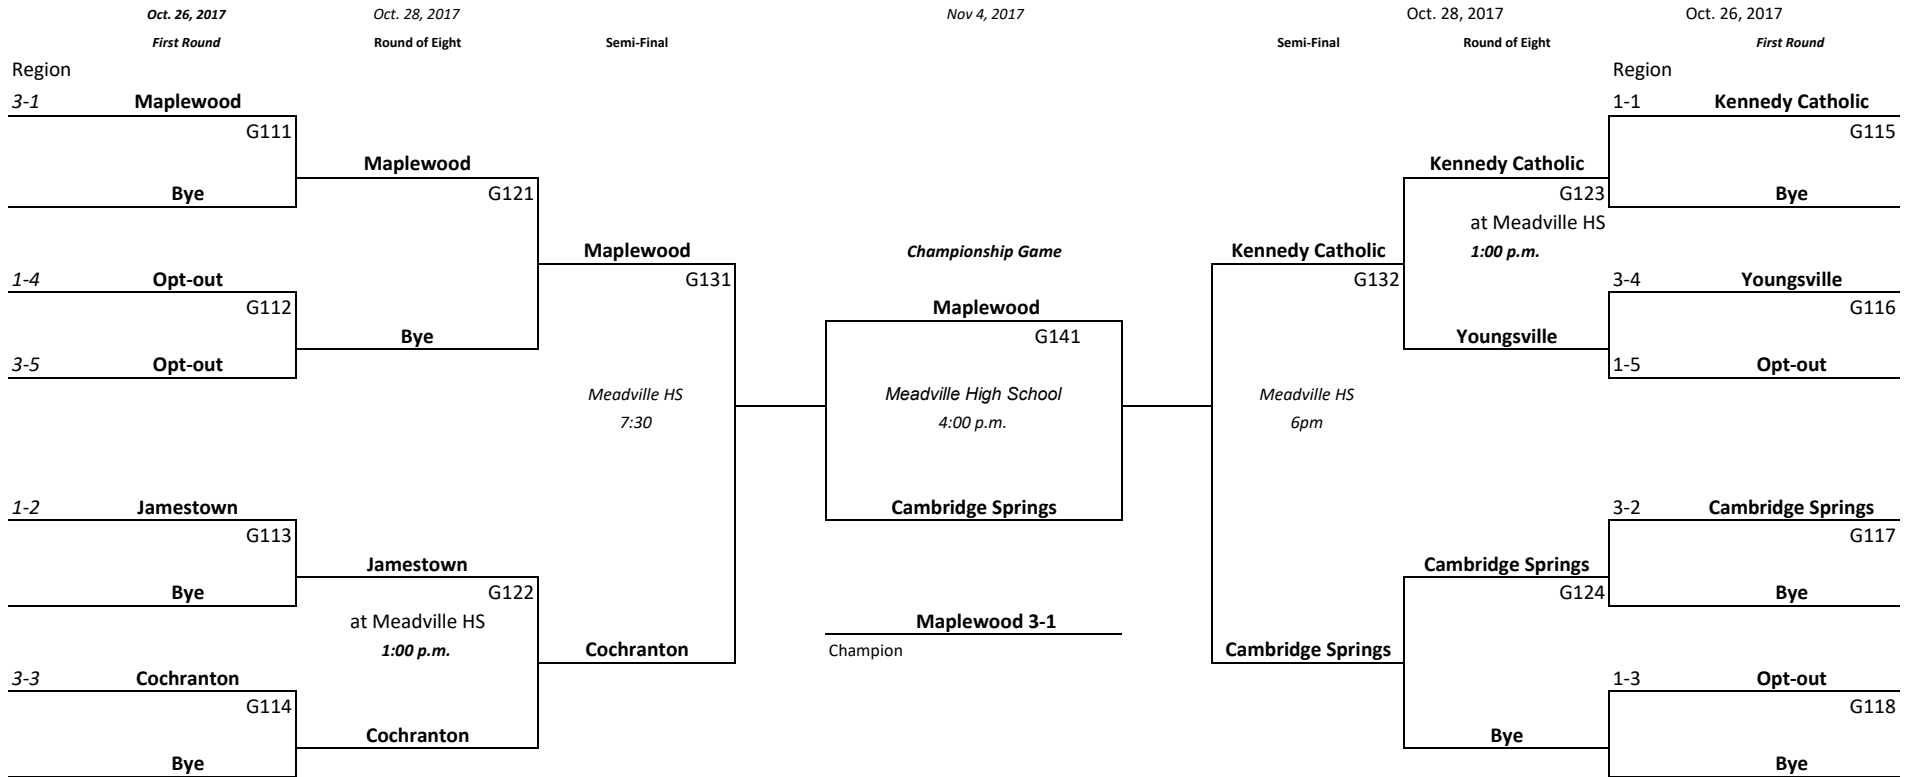 Oct. 26, 2017 Oct. 28, 2017 Nov 4, 2017 Oct. 28, 2017 Oct. 26, 2017
First Round Round of Eight Semi-Final Semi-Final Round of Eight First Round
Region Region
3-1 Maplewood 1-1 Kennedy Catholic
G111 G115
Maplewood Kennedy Catholic
Bye G121 G123 Bye
at Meadville HS
Maplewood Championship Game Kennedy Catholic 1:00 p.m.
1-4 Opt-out G131 G132 3-4 Youngsville
G112 Maplewood G116
Bye G141 Youngsville
3-5 Opt-out 1-5 Opt-out
Meadville HS Meadville High School Meadville HS
7:30 4:00 p.m. 6pm
1-2 Jamestown Cambridge Springs 3-2 Cambridge Springs
G113 G117
Jamestown Cambridge Springs
Bye G122 G124 Bye
at Meadville HS Maplewood 3-1
1:00 p.m. Cochranton Champion Cambridge Springs
3-3 Cochranton 1-3 Opt-out
G114 G118
Cochranton Bye
Bye Bye